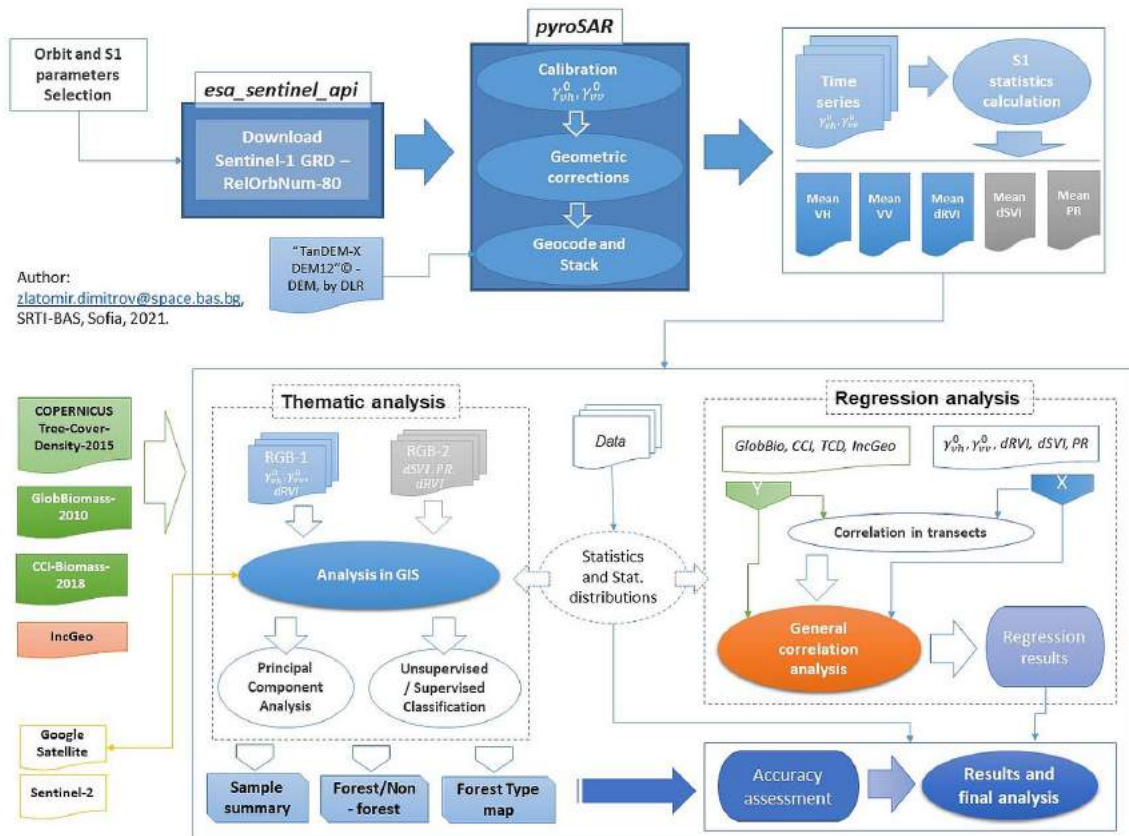 Orbit and S1
parameters
Selection
esa_sentinel_api
Download
Sentinel-1 GRD –
RelOrbNum-80
pyroSAR
Calibration
γ⁰vh, γ⁰vv
Geometric
corrections
Geocode and
Stack
"TanDEM-X
DEM12"© -
DEM, by DLR
Time
series
γ⁰vh, γ⁰vv
S1
statistics
calculation
Mean
VH
Mean
VV
Mean
dRVI
Mean
dSVI
Mean
PR
Author:
zlatomir.dimitrov@space.bas.bg,
SRTI-BAS, Sofia, 2021.
COPERNICUS
Tree-Cover-
Density-2015
GlobBiomass-
2010
CCI-Biomass-
2018
IncGeo
Google
Satellite
Sentinel-2
Thematic analysis
RGB-1
γ⁰vh, γ⁰vv,
dRVI
RGB-2
dSVI, PR,
dRVI
Analysis in GIS
Principal
Component
Analysis
Unsupervised
/ Supervised
Classification
Sample
summary
Forest/Non
- forest
Forest Type
map
Data
Statistics
and Stat.
distributions
Regression analysis
GlobBio, CCI, TCD, IncGeo
γ⁰vh, γ⁰vv, dRVI, dSVI, PR
Y
X
Correlation in transects
General
correlation
analysis
Regression
results
Accuracy
assessment
Results and
final analysis